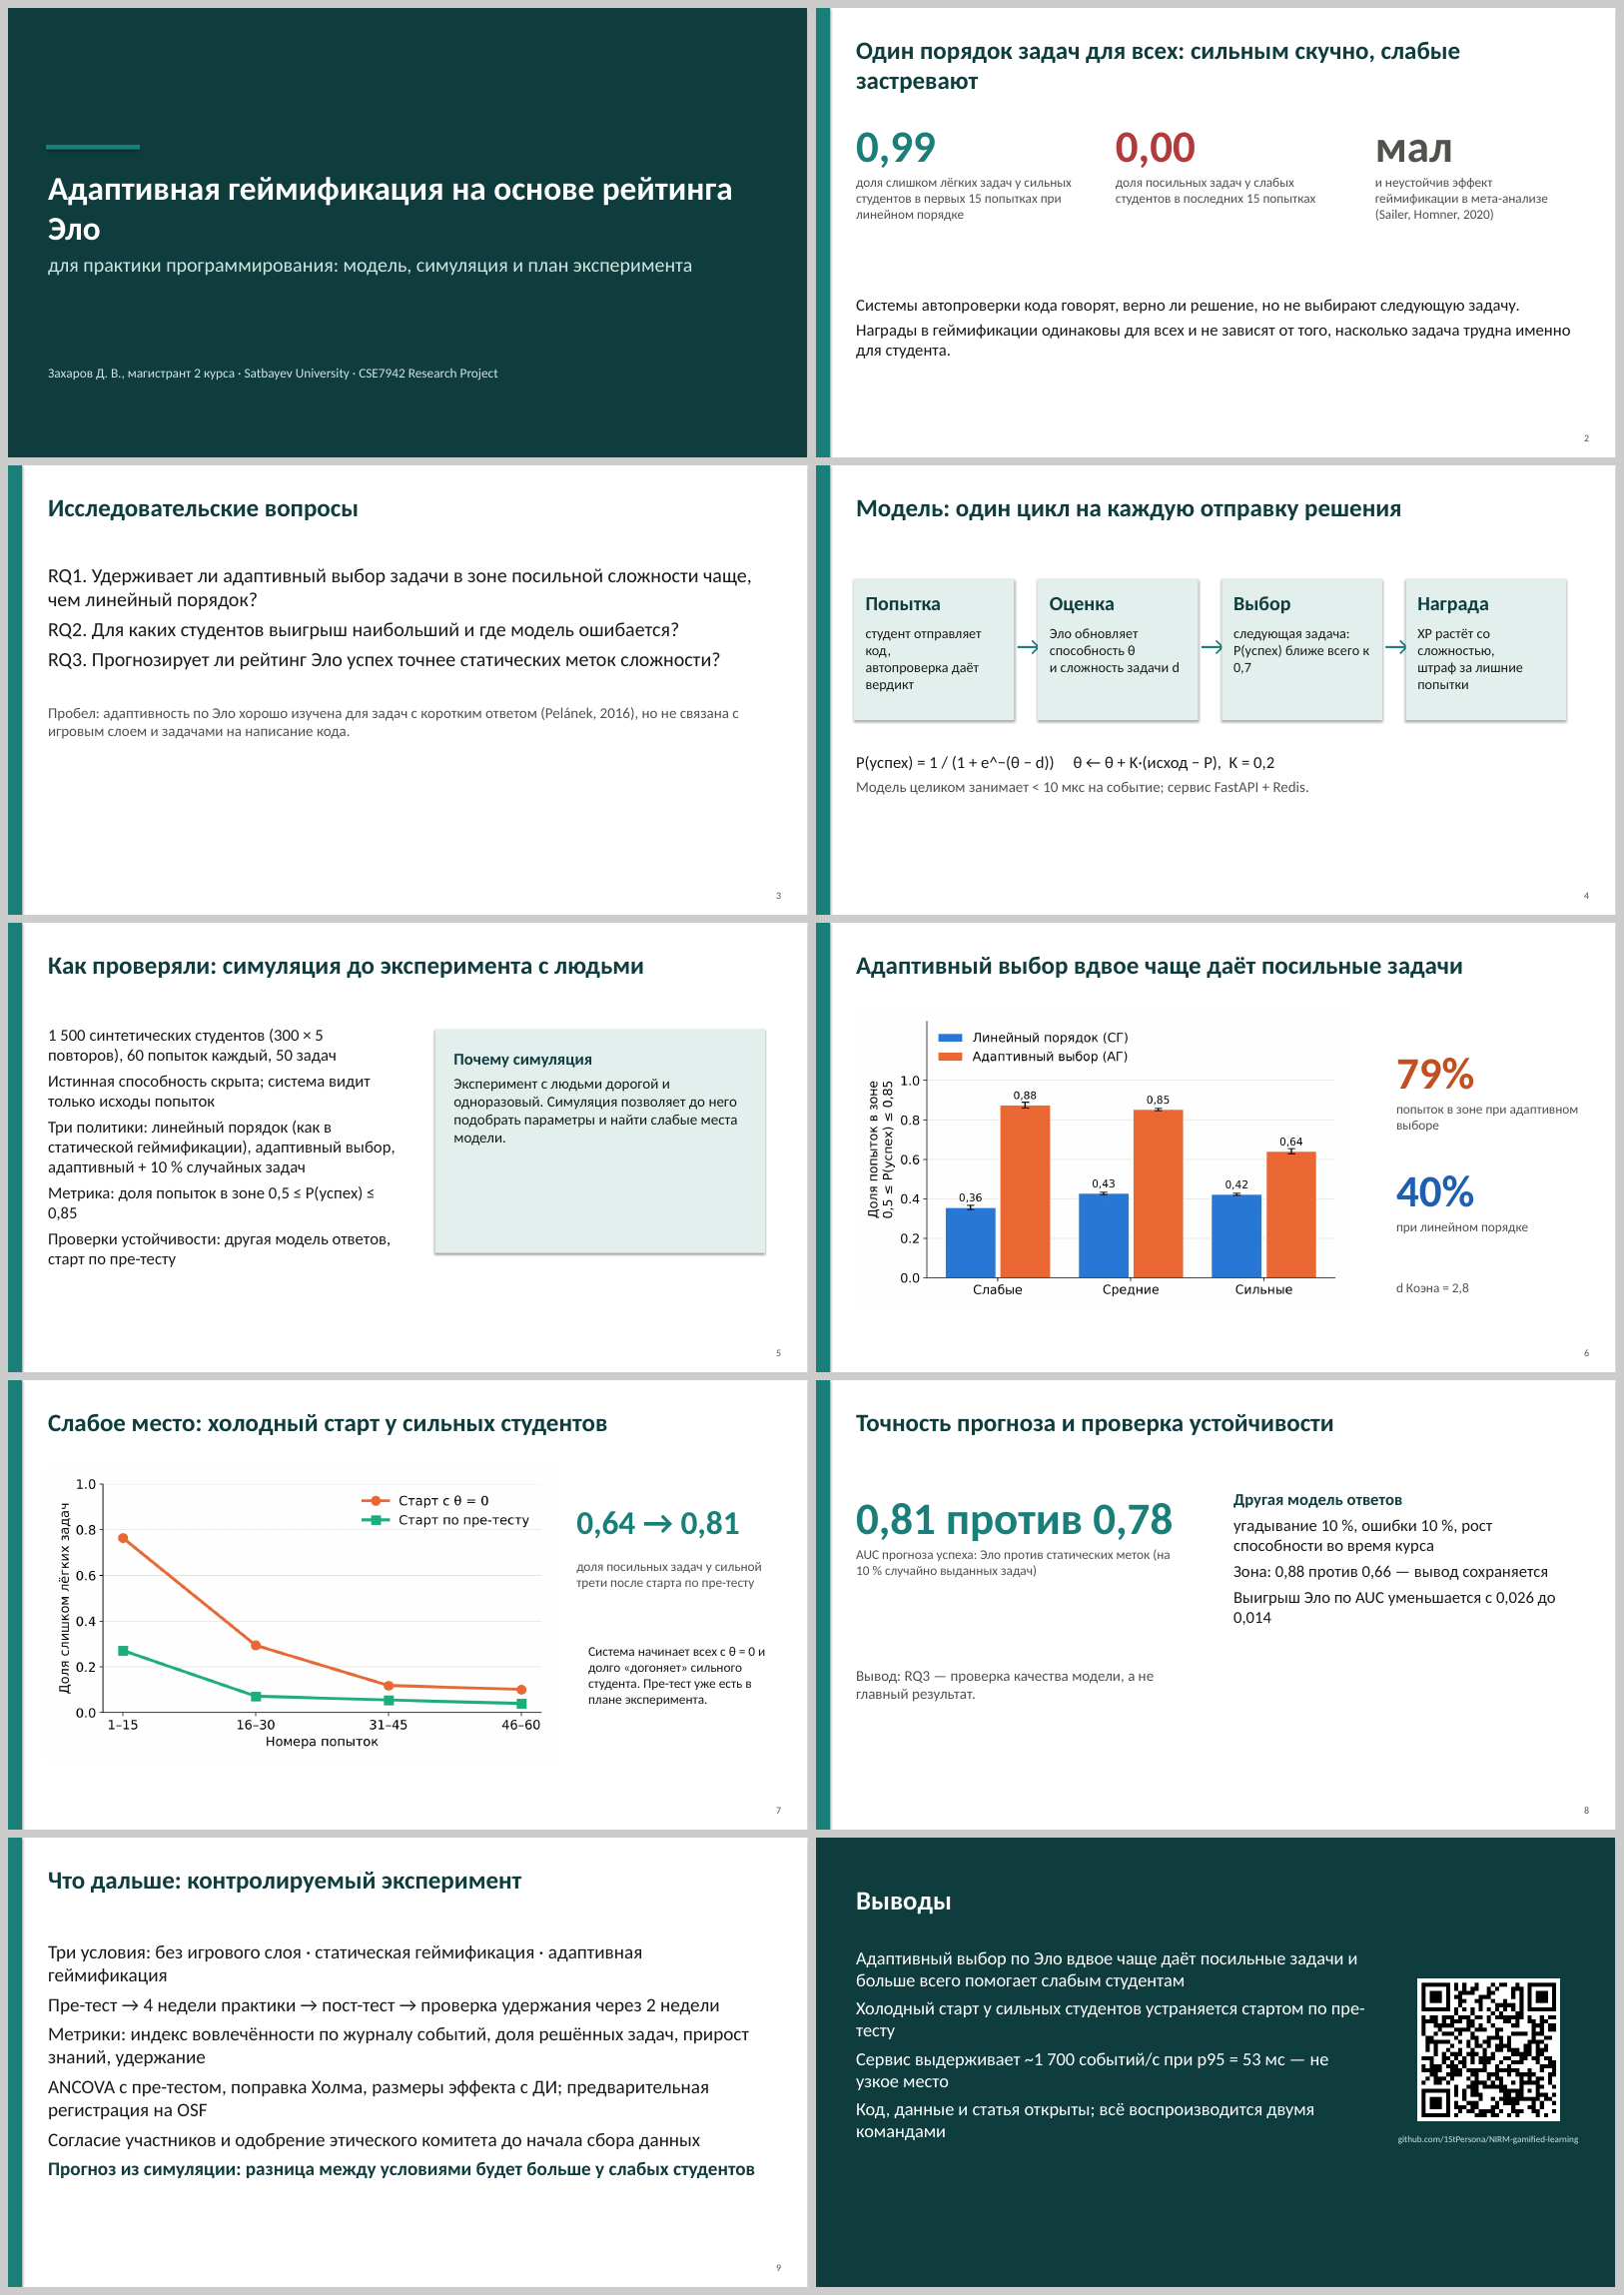 Адаптивная геймификация на основе рейтинга
Эло
для практики программирования: модель, симуляция и план эксперимента
Захаров Д. В., магистрант 2 курса · Satbayev University · CSE7942 Research Project
Один порядок задач для всех: сильным скучно, слабые
застревают
0,99
доля слишком лёгких задач у сильных
студентов в первых 15 попытках при
линейном порядке
0,00
доля посильных задач у слабых
студентов в последних 15 попытках
мал
и неустойчив эффект
геймификации в мета-анализе
(Sailer, Homner, 2020)
Системы автопроверки кода говорят, верно ли решение, но не выбирают следующую задачу.
Награды в геймификации одинаковы для всех и не зависят от того, насколько задача трудна именно
для студента.
2
Исследовательские вопросы
RQ1. Удерживает ли адаптивный выбор задачи в зоне посильной сложности чаще,
чем линейный порядок?
RQ2. Для каких студентов выигрыш наибольший и где модель ошибается?
RQ3. Прогнозирует ли рейтинг Эло успех точнее статических меток сложности?
Пробел: адаптивность по Эло хорошо изучена для задач с коротким ответом (Pelánek, 2016), но не связана с
игровым слоем и задачами на написание кода.
3
Модель: один цикл на каждую отправку решения
Попытка
студент отправляет
код,
автопроверка даёт
вердикт
→
Оценка
Эло обновляет
способность θ
и сложность задачи d
→
Выбор
следующая задача:
P(успех) ближе всего к
0,7
→
Награда
XP растёт со
сложностью,
штраф за лишние
попытки
P(успех) = 1 / (1 + e^−(θ − d))     θ ← θ + K·(исход − P),  K = 0,2
Модель целиком занимает < 10 мкс на событие; сервис FastAPI + Redis.
4
Как проверяли: симуляция до эксперимента с людьми
1 500 синтетических студентов (300 × 5
повторов), 60 попыток каждый, 50 задач
Истинная способность скрыта; система видит
только исходы попыток
Три политики: линейный порядок (как в
статической геймификации), адаптивный выбор,
адаптивный + 10 % случайных задач
Метрика: доля попыток в зоне 0,5 ≤ P(успех) ≤
0,85
Проверки устойчивости: другая модель ответов,
старт по пре-тесту
Почему симуляция
Эксперимент с людьми дорогой и
одноразовый. Симуляция позволяет до него
подобрать параметры и найти слабые места
модели.
5
Адаптивный выбор вдвое чаще даёт посильные задачи
Линейный порядок (СГ)
Адаптивный выбор (АГ)
Доля попыток в зоне
0,5 ≤ P(успех) ≤ 0,85
1.0
0.8
0.6
0.4
0.2
0.0
0,36
0,88
0,43
0,85
0,42
0,64
Слабые
Средние
Сильные
79%
попыток в зоне при адаптивном
выборе
40%
при линейном порядке
d Коэна = 2,8
6
Слабое место: холодный старт у сильных студентов
Доля слишком лёгких задач
1.0
0.8
0.6
0.4
0.2
0.0
Старт с θ = 0
Старт по пре-тесту
1–15
16–30
31–45
46–60
Номера попыток
0,64 → 0,81
доля посильных задач у сильной
трети после старта по пре-тесту
Система начинает всех с θ = 0 и
долго «догоняет» сильного
студента. Пре-тест уже есть в
плане эксперимента.
7
Точность прогноза и проверка устойчивости
0,81 против 0,78
AUC прогноза успеха: Эло против статических меток (на
10 % случайно выданных задач)
Вывод: RQ3 — проверка качества модели, а не
главный результат.
Другая модель ответов
угадывание 10 %, ошибки 10 %, рост
способности во время курса
Зона: 0,88 против 0,66 — вывод сохраняется
Выигрыш Эло по AUC уменьшается с 0,026 до
0,014
8
Что дальше: контролируемый эксперимент
Три условия: без игрового слоя · статическая геймификация · адаптивная
геймификация
Пре-тест → 4 недели практики → пост-тест → проверка удержания через 2 недели
Метрики: индекс вовлечённости по журналу событий, доля решённых задач, прирост
знаний, удержание
ANCOVA с пре-тестом, поправка Холма, размеры эффекта с ДИ; предварительная
регистрация на OSF
Согласие участников и одобрение этического комитета до начала сбора данных
Прогноз из симуляции: разница между условиями будет больше у слабых студентов
9
Выводы
Адаптивный выбор по Эло вдвое чаще даёт посильные задачи и
больше всего помогает слабым студентам
Холодный старт у сильных студентов устраняется стартом по пре-
тесту
Сервис выдерживает ~1 700 событий/с при p95 = 53 мс — не
узкое место
Код, данные и статья открыты; всё воспроизводится двумя
командами
github.com/1StPersona/NIRM-gamified-learning